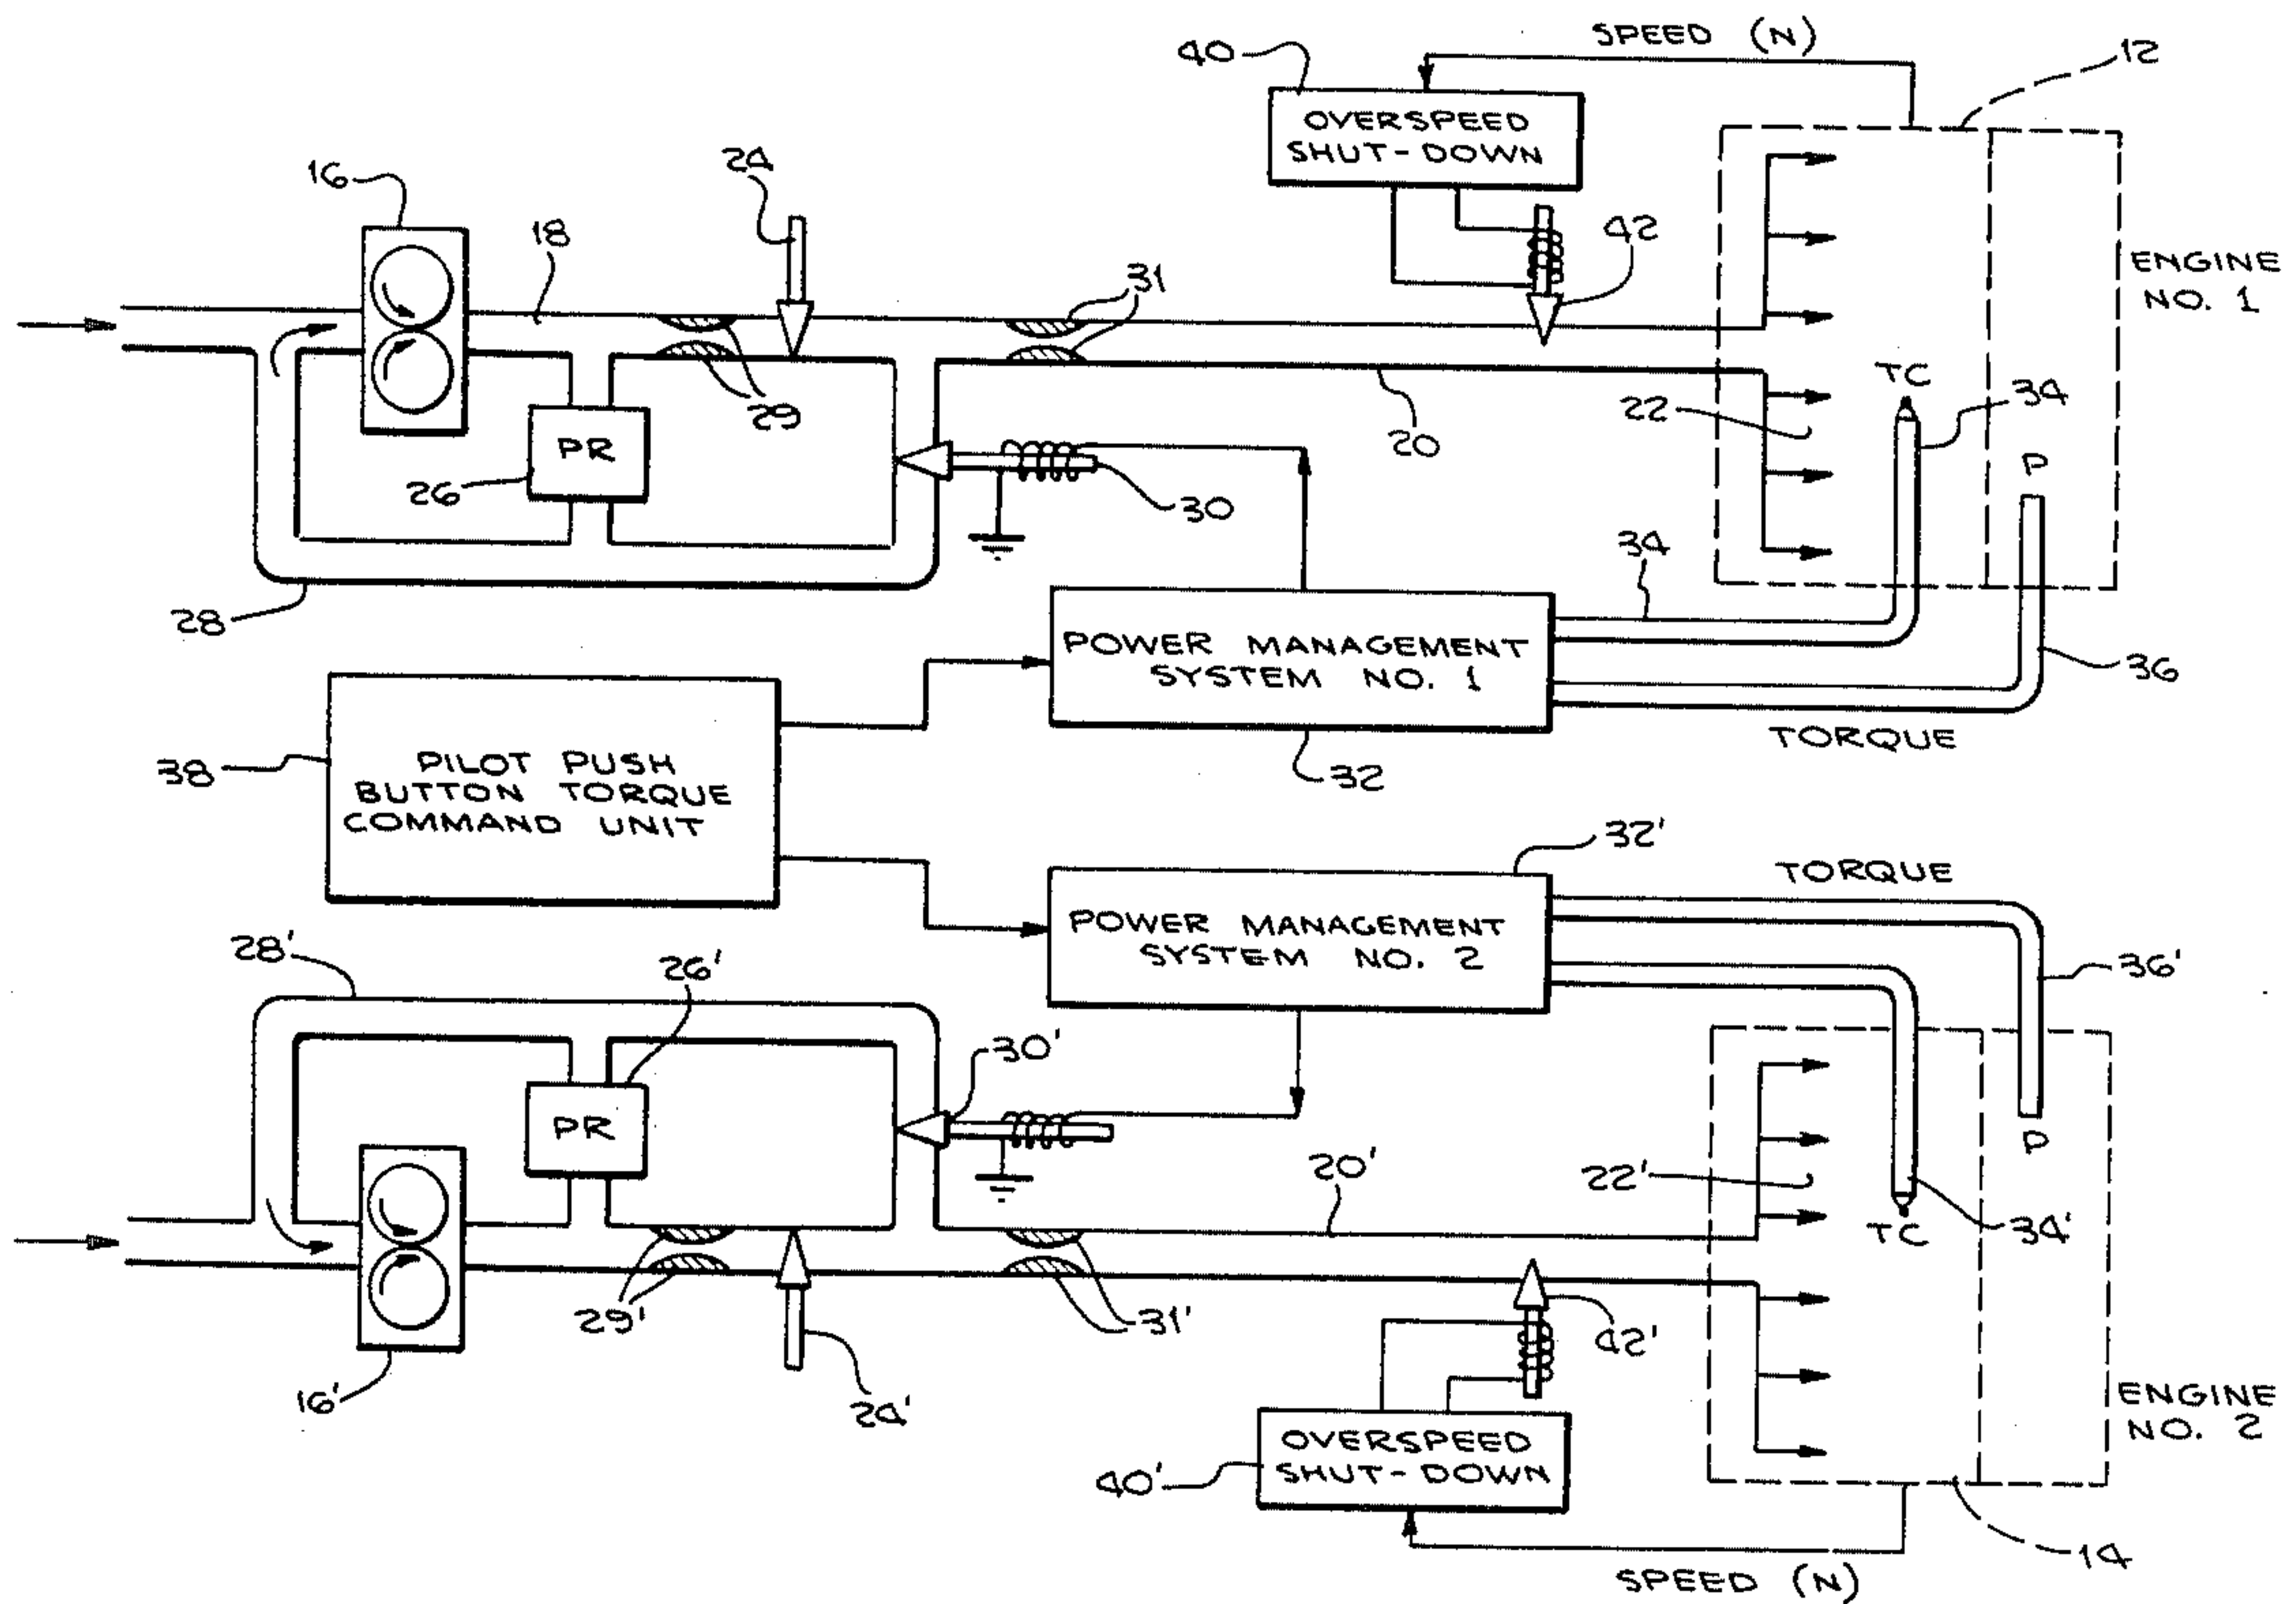 SPEED (N)
40
12
OVERSPEED
SHUT-DOWN
24
16
18
42
31
ENGINE
NO. 1
TC
34
22
29
20
PR
P
26
30
34
28
POWER MANAGEMENT
SYSTEM NO. 1
36
TORQUE
38
PILOT PUSH
BUTTON TORQUE
COMMAND UNIT
32
32'
TORQUE
28'
26'
POWER MANAGEMENT
SYSTEM NO. 2
36'
30'
PR
P
20'
22'
TC
34'
29'
31'
42'
16'
24'
ENGINE
NO. 2
OVERSPEED
SHUT-DOWN
40'
14
SPEED (N)